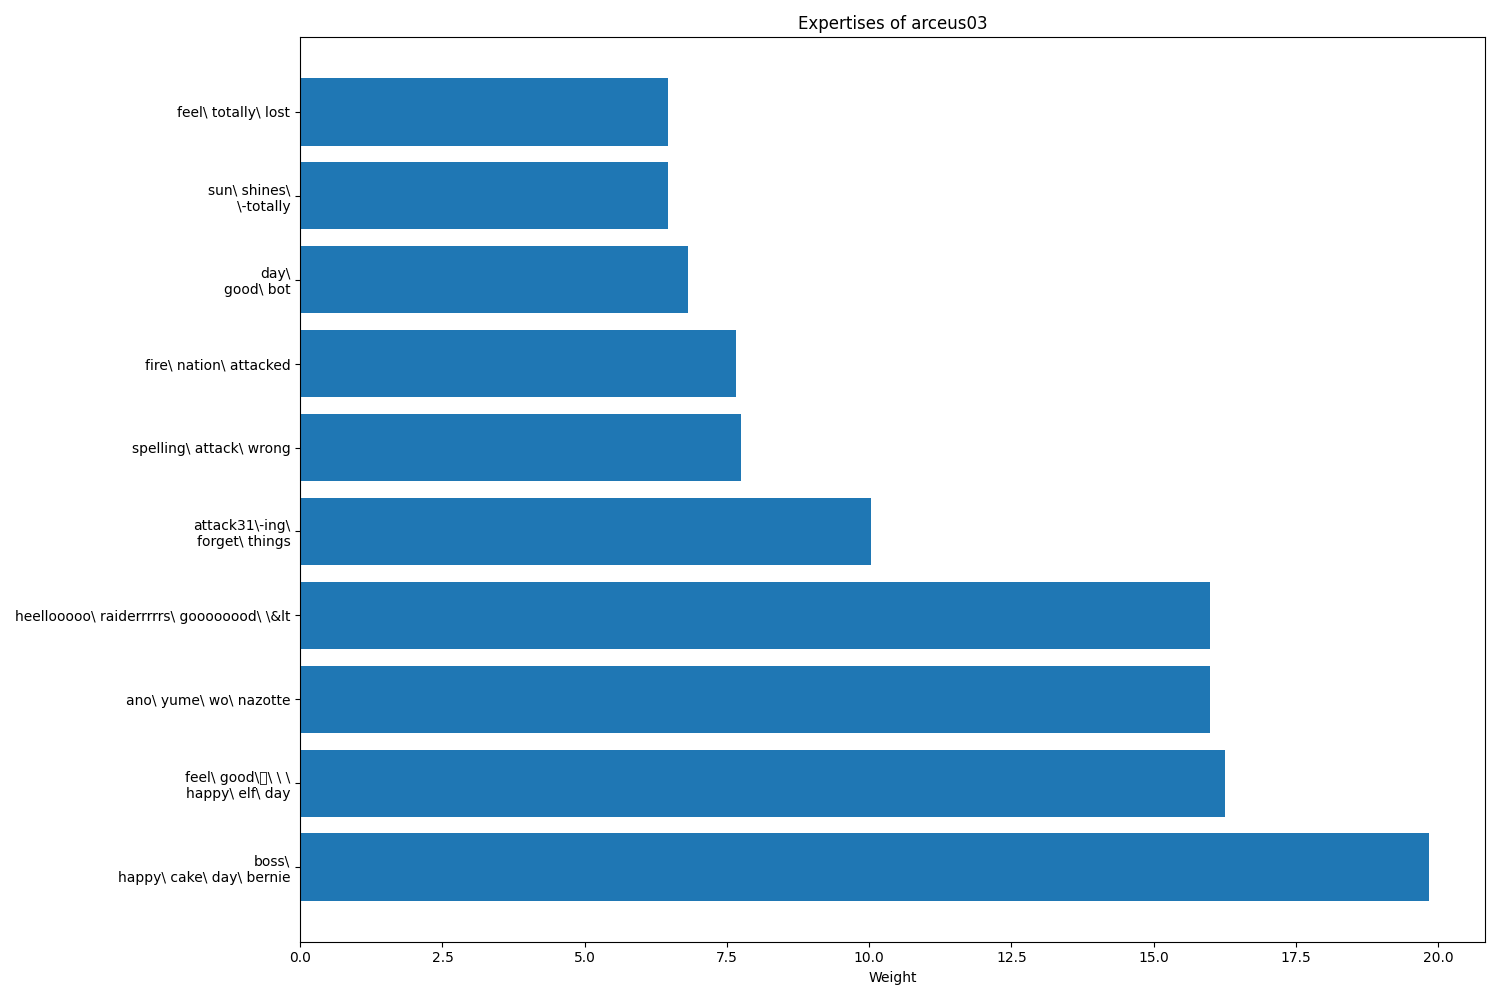 Expertises of arceus03
feel\ totally\ lost
sun\ shines\
\-totally
day\
good\ bot
fire\ nation\ attacked
spelling\ attack\ wrong
attack31\-ing\
forget\ things
heellooooo\ raiderrrrrs\ goooooood\ \&lt
ano\ yume\ wo\ nazotte
feel\ good\▯\ \ \
happy\ elf\ day
boss\
happy\ cake\ day\ bernie
0.0 2.5 5.0 7.5 10.0 12.5 15.0 17.5 20.0
Weight